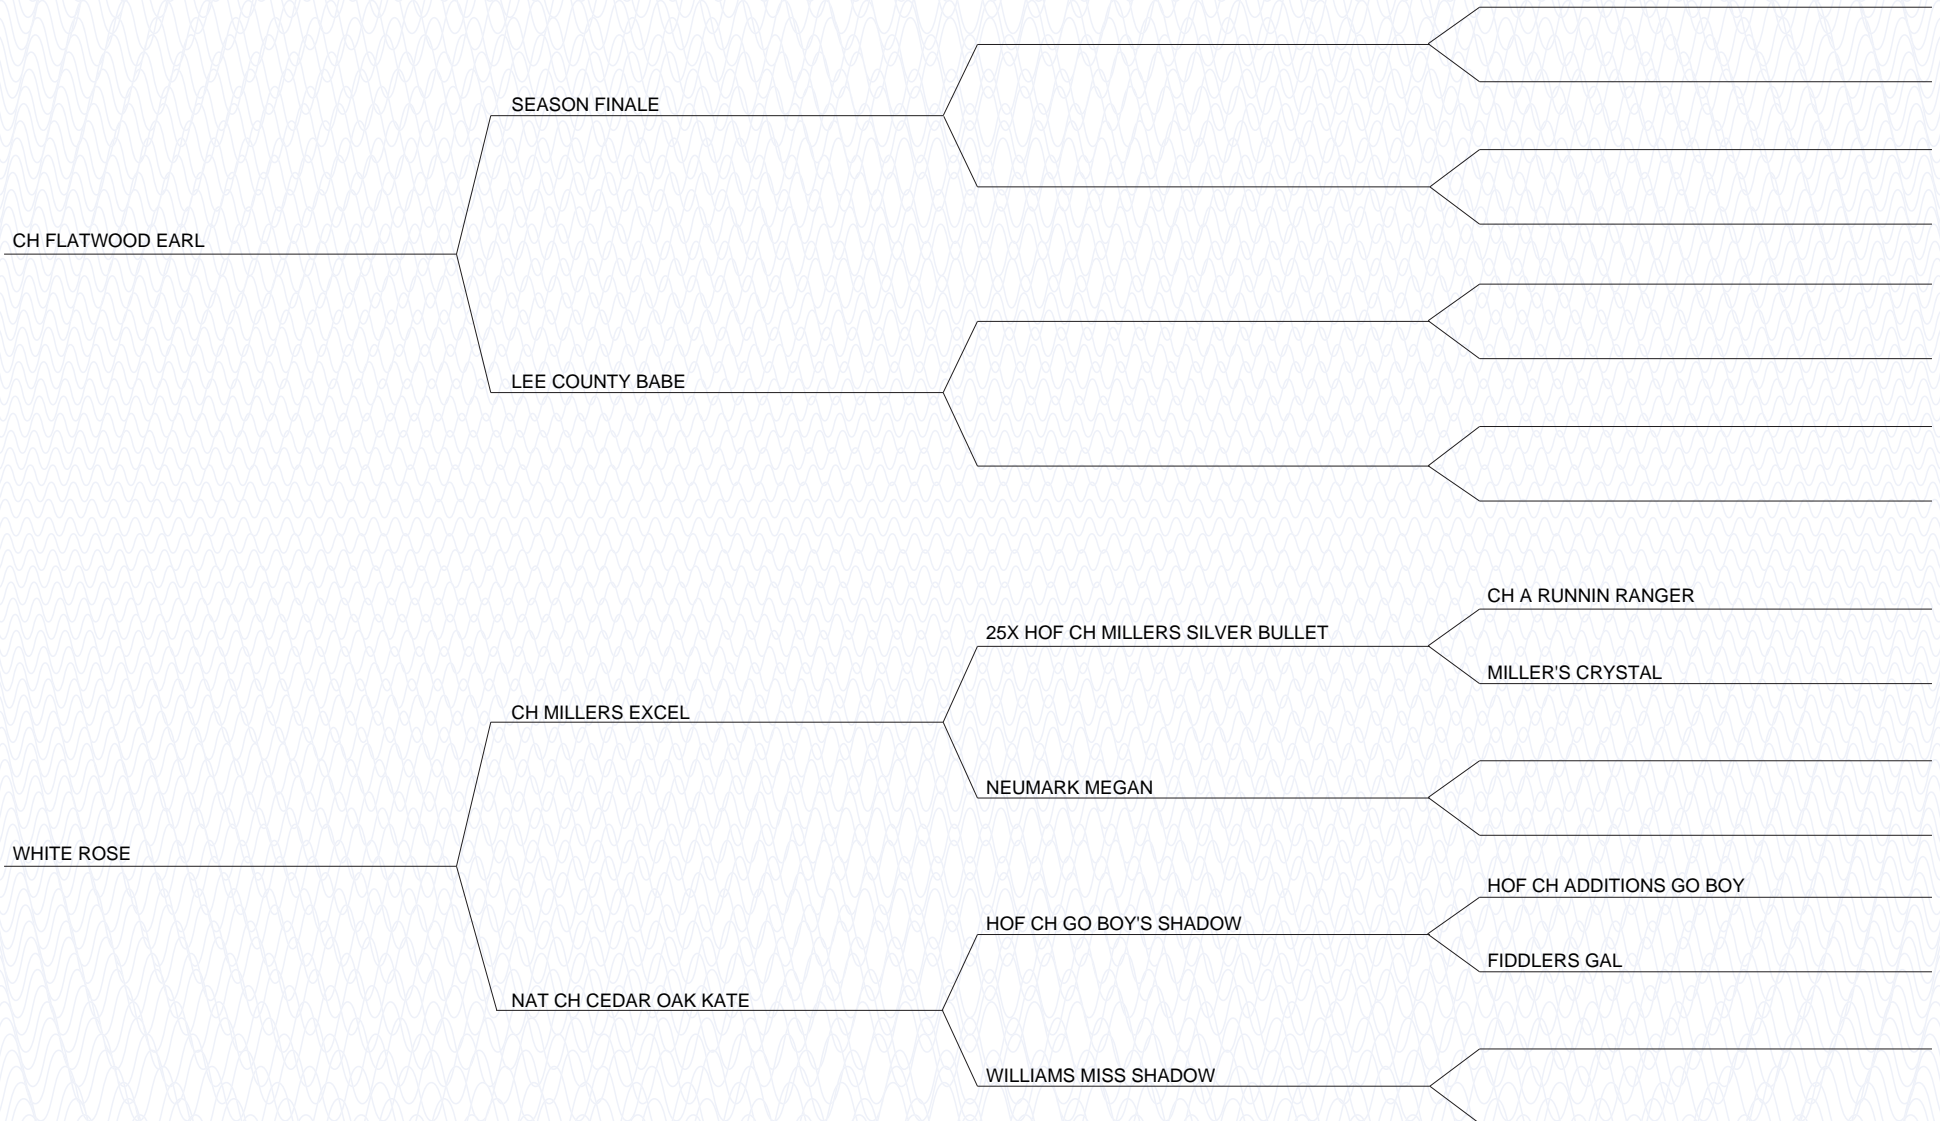 SEASON FINALE
CH FLATWOOD EARL
LEE COUNTY BABE
CH A RUNNIN RANGER
25X HOF CH MILLERS SILVER BULLET
MILLER'S CRYSTAL
CH MILLERS EXCEL
NEUMARK MEGAN
WHITE ROSE
HOF CH ADDITIONS GO BOY
HOF CH GO BOY'S SHADOW
FIDDLERS GAL
NAT CH CEDAR OAK KATE
WILLIAMS MISS SHADOW